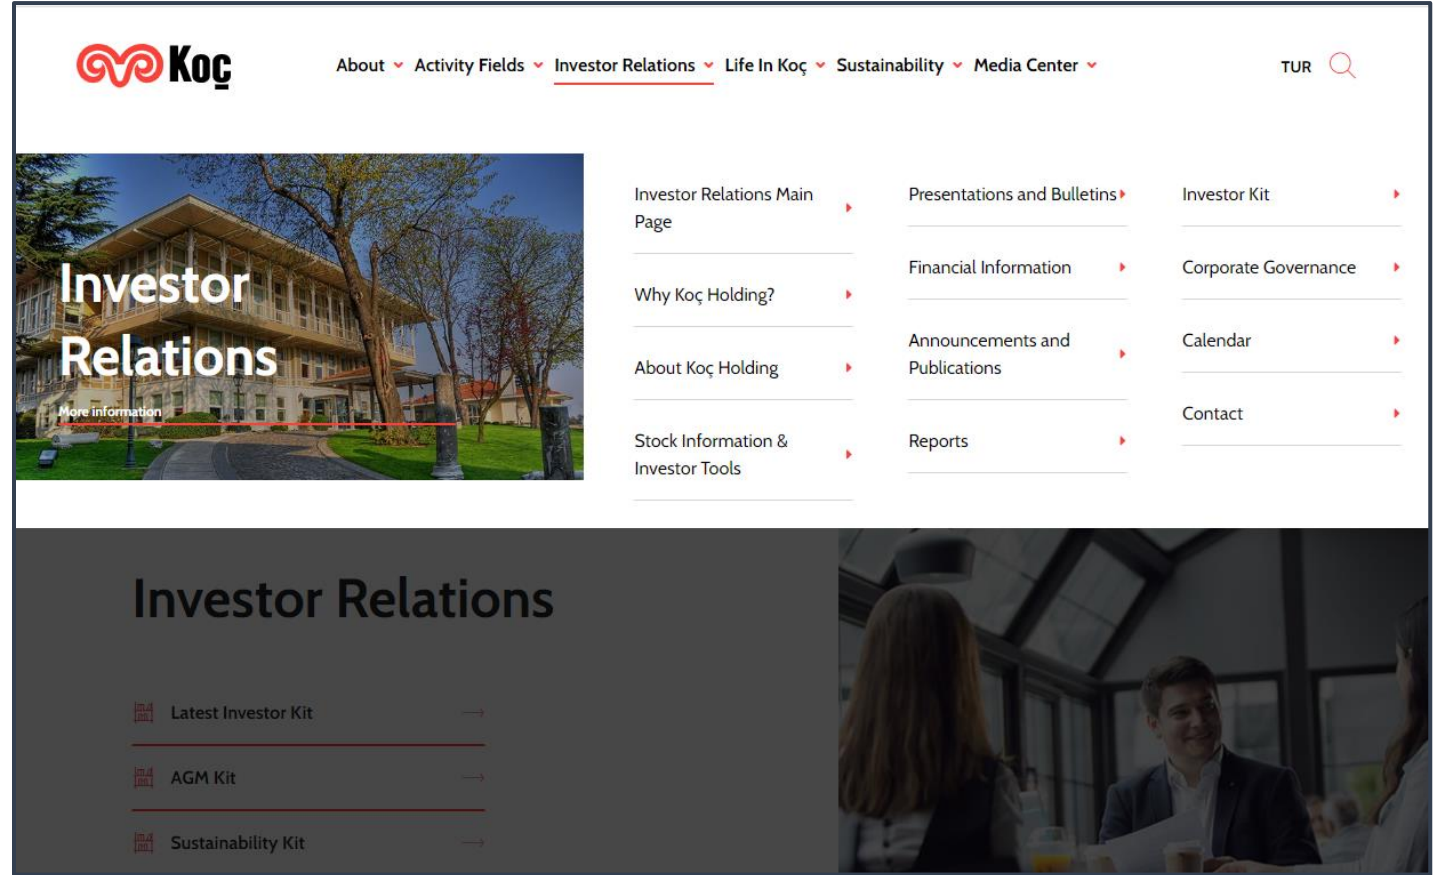 Koç
About
Activity Fields
Investor Relations
Life In Koç
Sustainability
Media Center
TUR
Investor
Relations
More information
Investor Relations Main
Page
Why Koç Holding?
About Koç Holding
Stock Information &
Investor Tools
Presentations and Bulletins
Financial Information
Announcements and
Publications
Reports
Investor Kit
Corporate Governance
Calendar
Contact
Investor Relations
Latest Investor Kit
AGM Kit
Sustainability Kit